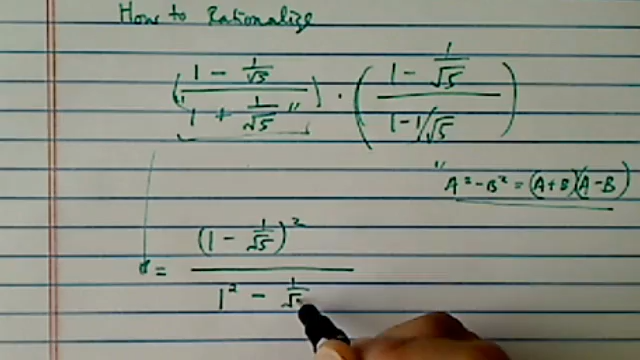 How to Rationalize
(1 - 1/√5 / "1 + 1/√5") · (1 - 1/√5 / 1 - 1/√5)
"A² - B² = (A + B)(A - B)
= (1 - 1/√5)² / 1² - 1/√5